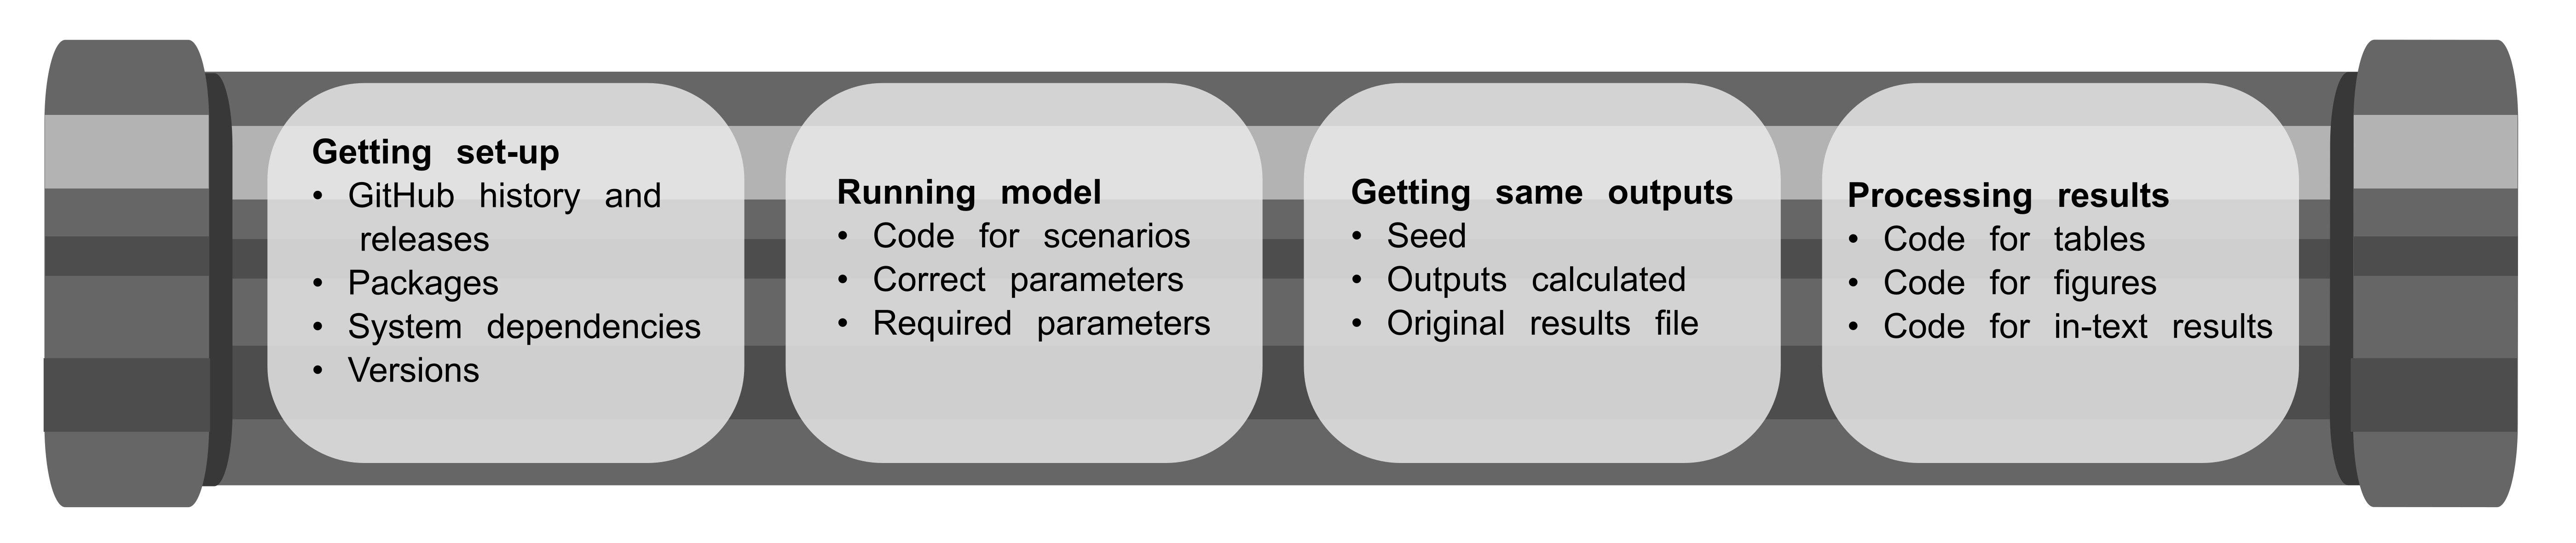 Getting set-up
• GitHub history and
releases
• Packages
• System dependencies
• Versions
Running model
• Code for scenarios
• Correct parameters
• Required parameters
Getting same outputs
• Seed
• Outputs calculated
• Original results file
Processing results
• Code for tables
• Code for figures
• Code for in-text results